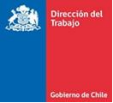 Dirección del
Trabajo
Gobierno de Chile